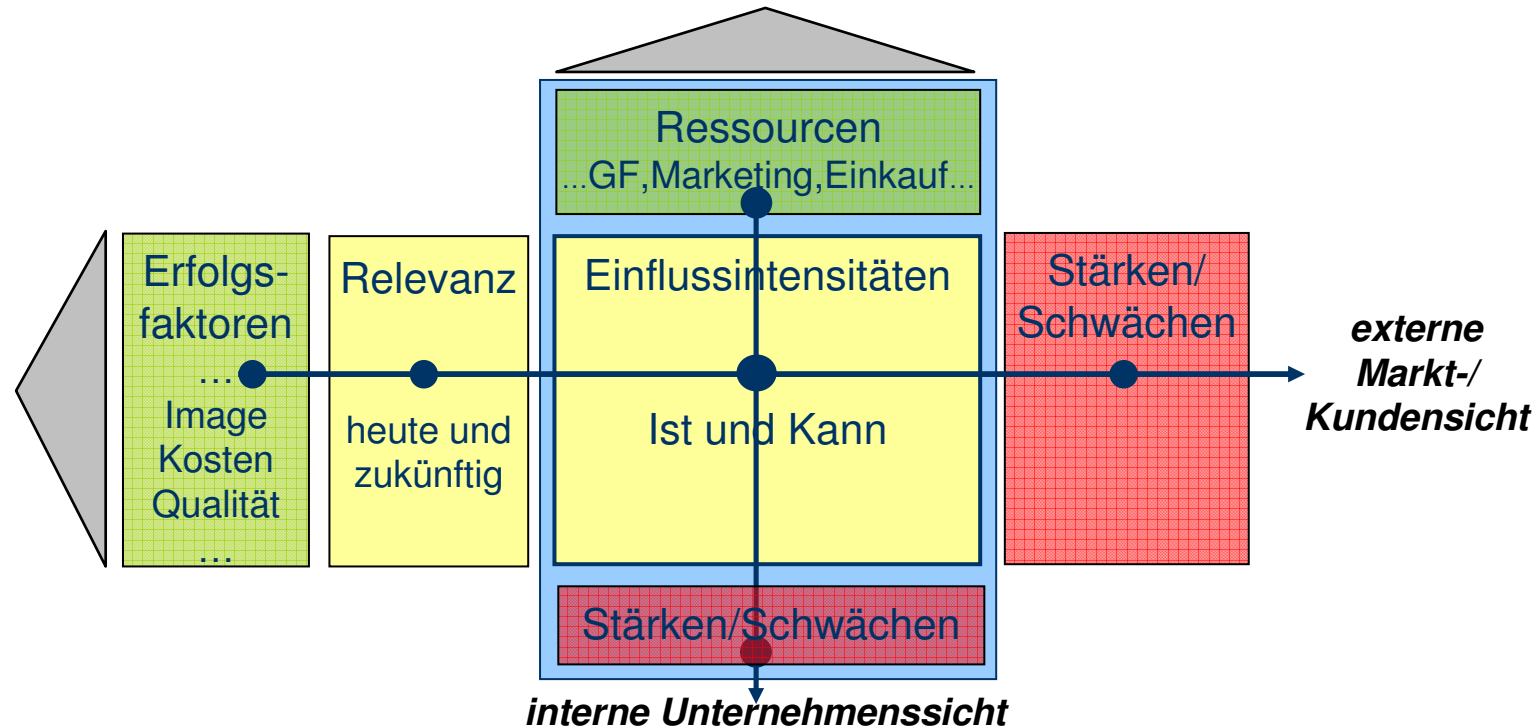 Ressourcen
...GF,Marketing,Einkauf...
Erfolgs-
faktoren
...
Image
Kosten
Qualität
...
Relevanz
heute und
zukünftig
Einflussintensitäten
Ist und Kann
Stärken/
Schwächen
externe
Markt-/
Kundensicht
Stärken/Schwächen
interne Unternehmenssicht